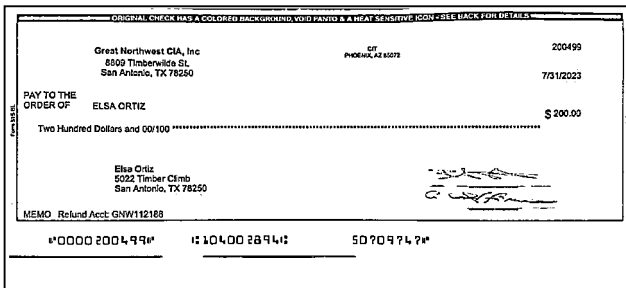 ORIGINAL CHECK HAS A COLORED BACKGROUND, VOID PANTO & A HEAT SENSITIVE ICON - SEE BACK FOR DETAILS
Great Northwest CIA, Inc
8809 Timberwilde St.
San Antonio, TX 78250
CIT
PHOENIX, AZ 85072
200499
7/31/2023
PAY TO THE
ORDER OF ELSA ORTIZ
$ 200.00
Two Hundred Dollars and 00/100
Elsa Ortiz
5022 Timber Climb
San Antonio, TX 78250
MEMO Refund Acct: GNW112188
⑈0000200499⑈ ⑆104002894⑆ 50709747⑈